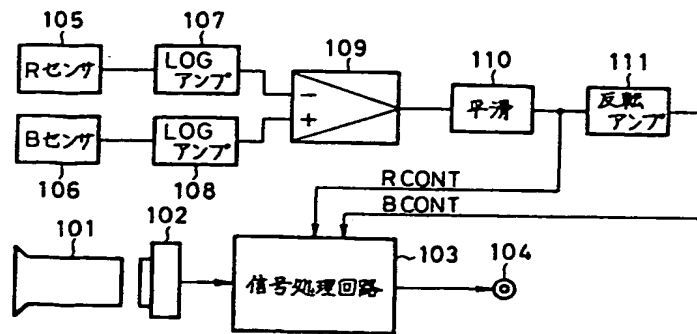 105
107
109
110
111
Rセンサ
LOG
アンプ
−
+
平滑
反転
アンプ
Bセンサ
LOG
アンプ
106
108
R CONT
B CONT
101
102
103
104
信号処理回路